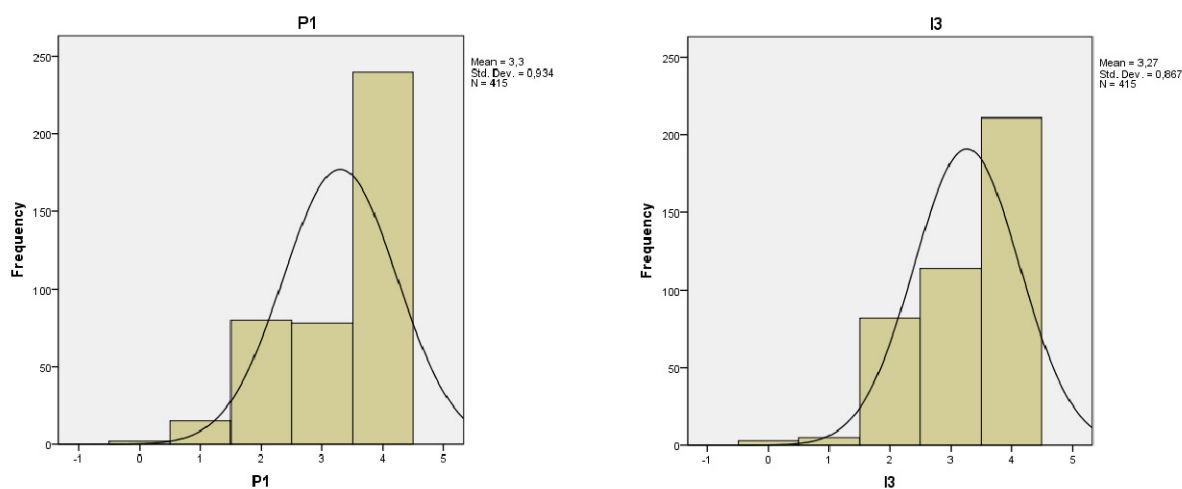 P1
250
200
150
100
50
0
Frequency
-1 0 1 2 3 4 5
P1
Mean = 3,3
Std. Dev. = 0,934
N = 415
I3
250
200
150
100
50
0
Frequency
-1 0 1 2 3 4 5
I3
Mean = 3,27
Std. Dev. = 0,867
N = 415